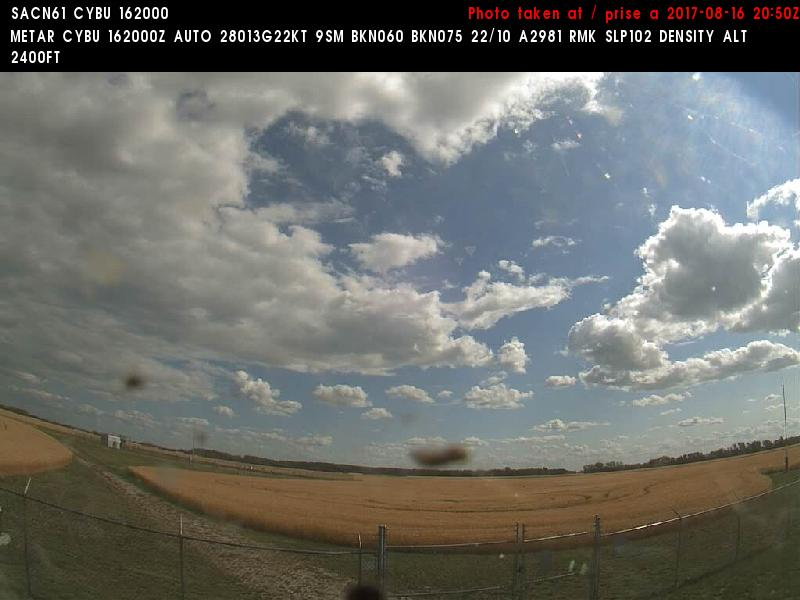 SACN61 CYBU 162000 Photo taken at / prise a 2017-08-16 20:50Z
METAR CYBU 162000Z AUTO 28013G22KT 9SM BKN060 BKN075 22/10 A2981 RMK SLP102 DENSITY ALT
2400FT